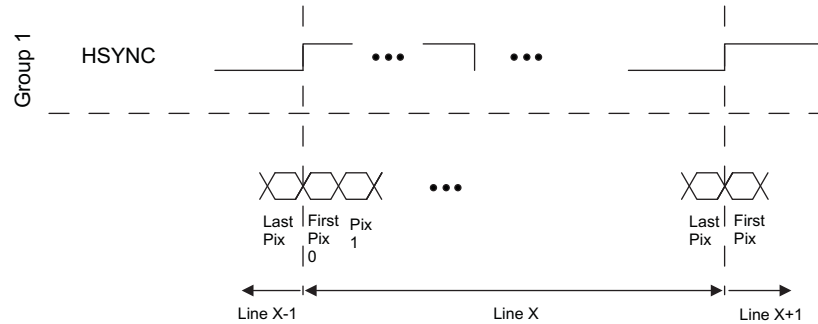 Group 1
HSYNC
Last
Pix
First
Pix
0
Pix
1
Last
Pix
First
Pix
Line X-1
Line X
Line X+1